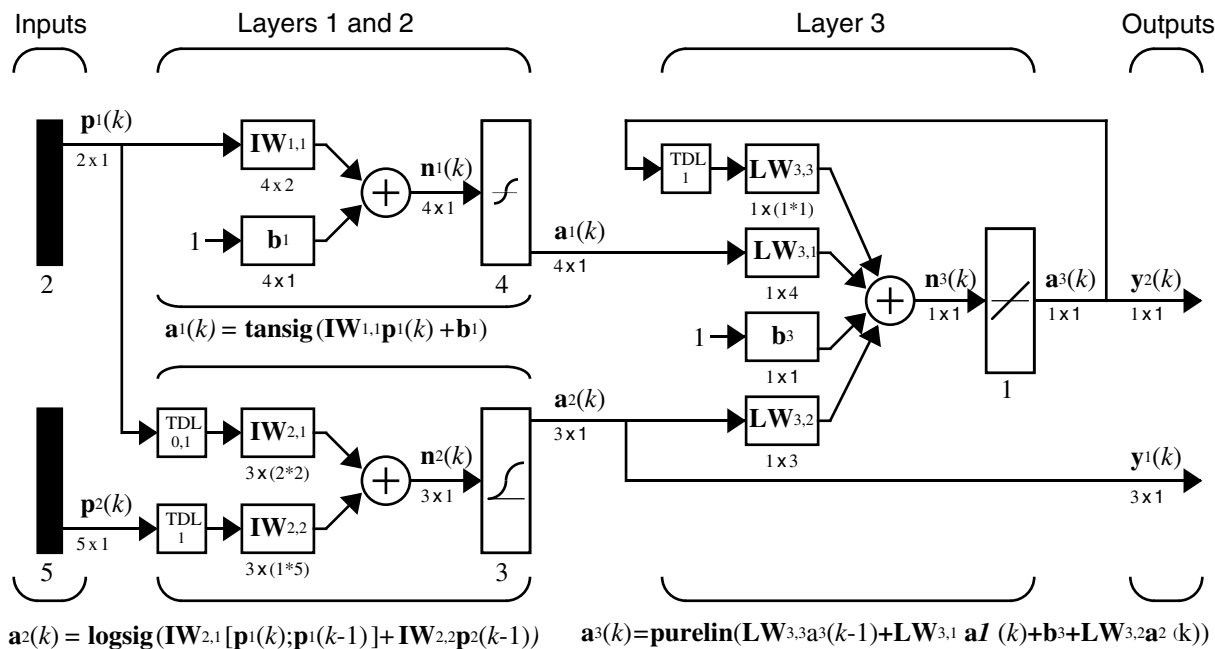 Inputs
Layers 1 and 2
Layer 3
Outputs
p1(k)
2 x 1
2
IW1,1
4 x 2
1
b1
4 x 1
n1(k)
4 x 1
4
a1(k) = tansig (IW1,1p1(k) +b1)
a1(k)
4 x 1
TDL
1
LW3,3
1 x (1*1)
LW3,1
1 x 4
1
b3
1 x 1
LW3,2
1 x 3
n3(k)
1 x 1
1
a3(k)
1 x 1
y2(k)
1 x 1
p2(k)
5 x 1
5
TDL
0,1
IW2,1
3 x (2*2)
TDL
1
IW2,2
3 x (1*5)
n2(k)
3 x 1
3
a2(k)
3 x 1
y1(k)
3 x 1
a2(k) = logsig (IW2,1 [p1(k);p1(k-1)]+ IW2,2p2(k-1))
a3(k)=purelin(LW3,3a3(k-1)+LW3,1 a1 (k)+b3+LW3,2a2 (k))